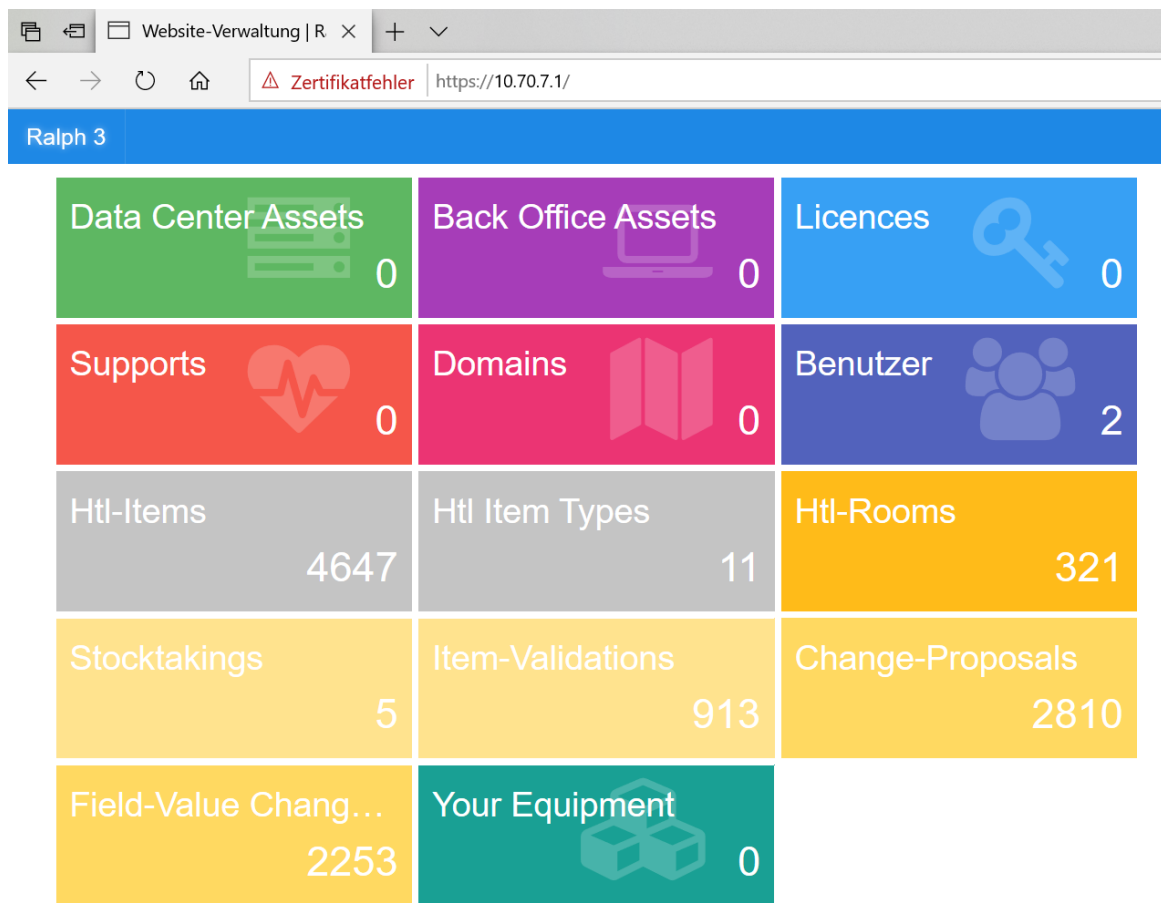 Website-Verwaltung | R
Zertifikatfehler https://10.70.7.1/
Ralph 3
Data Center Assets
0
Back Office Assets
0
Licences
0
Supports
0
Domains
0
Benutzer
2
Htl-Items
4647
Htl Item Types
11
Htl-Rooms
321
Stocktakings
5
Item-Validations
913
Change-Proposals
2810
Field-Value Chang...
2253
Your Equipment
0